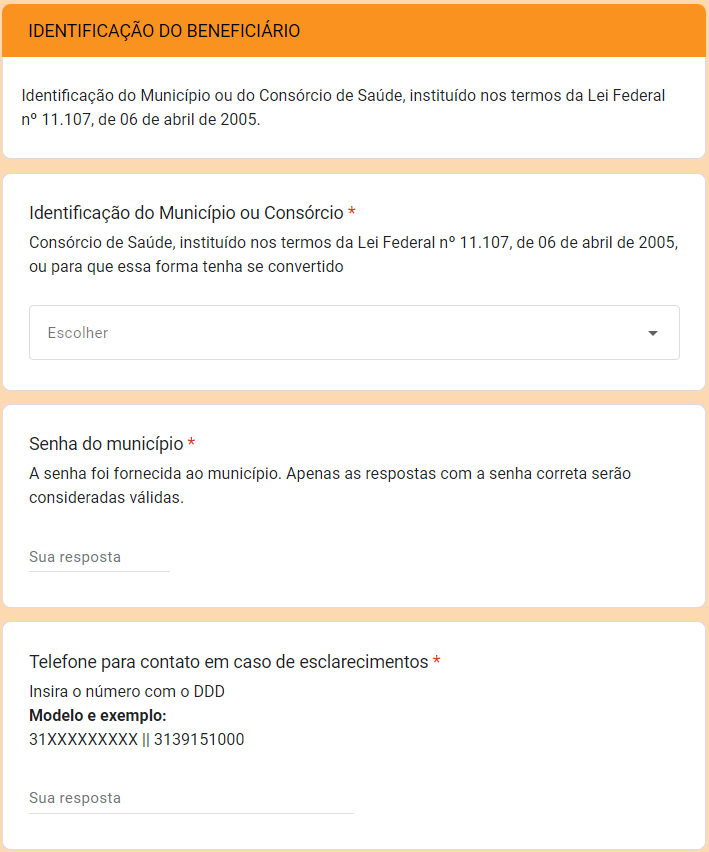 IDENTIFICAÇÃO DO BENEFICIÁRIO
Identificação do Município ou do Consórcio de Saúde, instituído nos termos da Lei Federal
nº 11.107, de 06 de abril de 2005.
Identificação do Município ou Consórcio *
Consórcio de Saúde, instituído nos termos da Lei Federal nº 11.107, de 06 de abril de 2005,
ou para que essa forma tenha se convertido
Escolher
Senha do município *
A senha foi fornecida ao município. Apenas as respostas com a senha correta serão
consideradas válidas.
Sua resposta
Telefone para contato em caso de esclarecimentos *
Insira o número com o DDD
Modelo e exemplo:
31XXXXXXXXX || 3139151000
Sua resposta